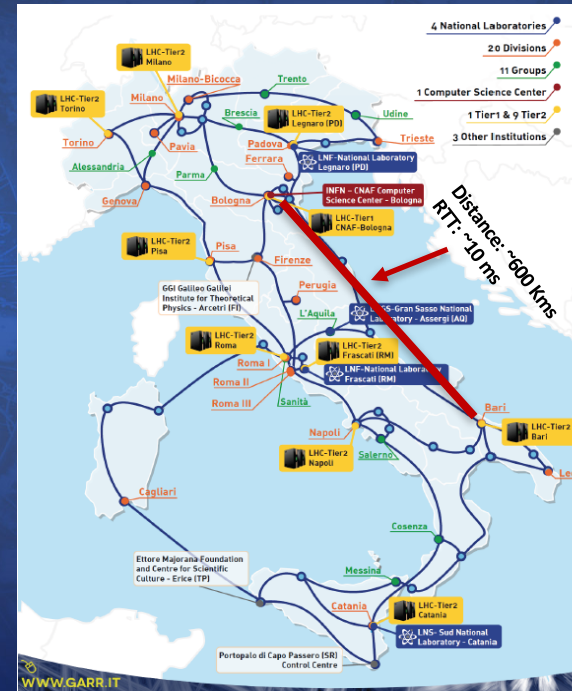 4 National Laboratories
20 Divisions
11 Groups
1 Computer Science Center
1 Tier1 & 9 Tier2
3 Other Institutions
LHC-Tier2
Milano
Milano-Bicocca
Trento
LHC-Tier2
Torino
Milano
Brescia
LHC-Tier2
Legnaro (PD)
Udine
Torino
Pavia
Padova
Trieste
Ferrara
LNF-National Laboratory
Legnaro (PD)
Alessandria
Parma
Genova
Bologna
INFN - CNAF Computer
Science Center - Bologna
LHC-Tier1
CNAF-Bologna
Distance: ~600 Kms
RTT: ~10 ms
LHC-Tier2
Pisa
Pisa
Firenze
GGI Galileo Galilei
Institute for Theoretical
Physics - Arcetri (FI)
Perugia
L'Aquila
GS-Gran Sasso National
Laboratory - Assergi (AQ)
LHC-Tier2
Roma
LHC-Tier2
Frascati (RM)
Roma I
LNF-National Laboratory
Frascati (RM)
Roma II
Roma III
Sanità
Bari
LHC-Tier2
Bari
Napoli
LHC-Tier2
Napoli
Salerno
Le
Cagliari
Cosenza
Ettore Majorana Foundation
and Centre for Scientific
Culture - Erice (TP)
Messina
Catania
LHC-Tier2
Catania
LNS- Sud National
Laboratory - Catania
Portopalo di Capo Passero (SR)
Control Centre
WWW.GARR.IT